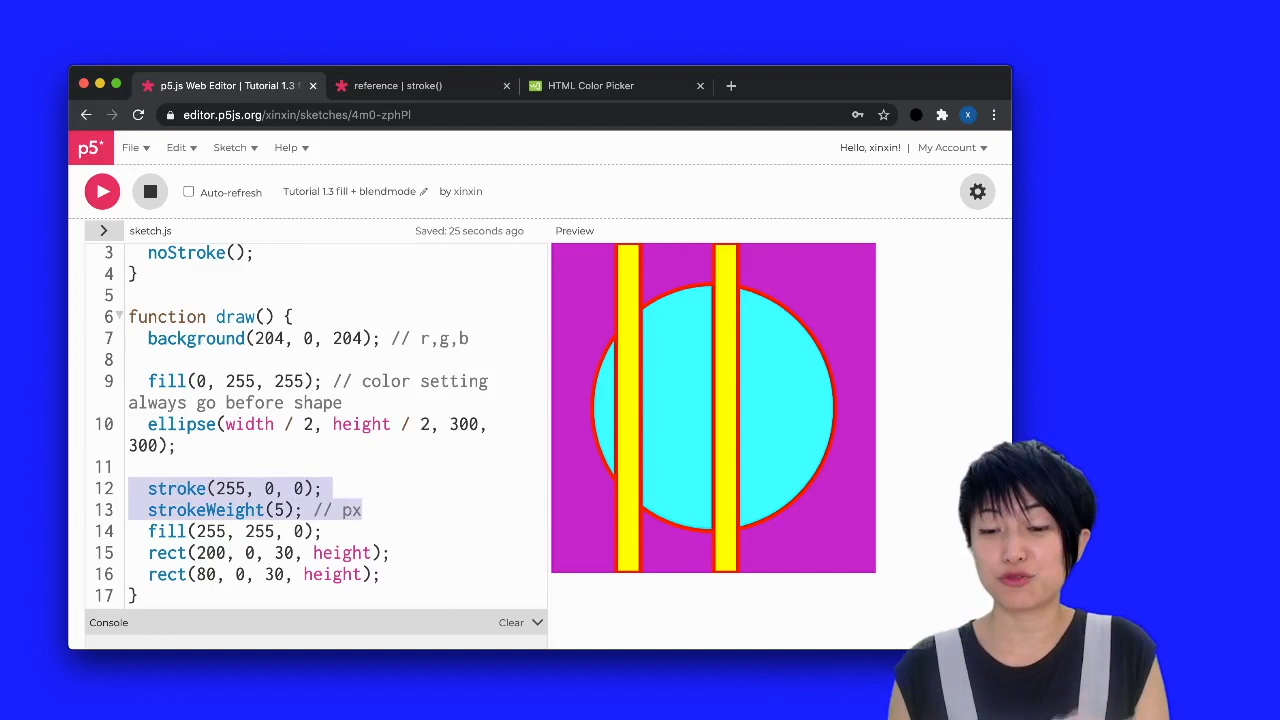 p5.js Web Editor | Tutorial 1.3 f
reference | stroke()
HTML Color Picker
editor.p5js.org/xinxin/sketches/4m0-zphPl
X
p5*
File
Edit
Sketch
Help
Hello, xinxin!
|
My Account
Auto-refresh
Tutorial 1.3 fill + blendmode
by xinxin
sketch.js
Saved: 25 seconds ago
Preview
3 noStroke();
4 }
5
6 function draw() {
7 background(204, 0, 204); // r,g,b
8
9 fill(0, 255, 255); // color setting
always go before shape
10 ellipse(width / 2, height / 2, 300,
300);
11
12 stroke(255, 0, 0);
13 strokeWeight(5); // px
14 fill(255, 255, 0);
15 rect(200, 0, 30, height);
16 rect(80, 0, 30, height);
17 }
Console
Clear